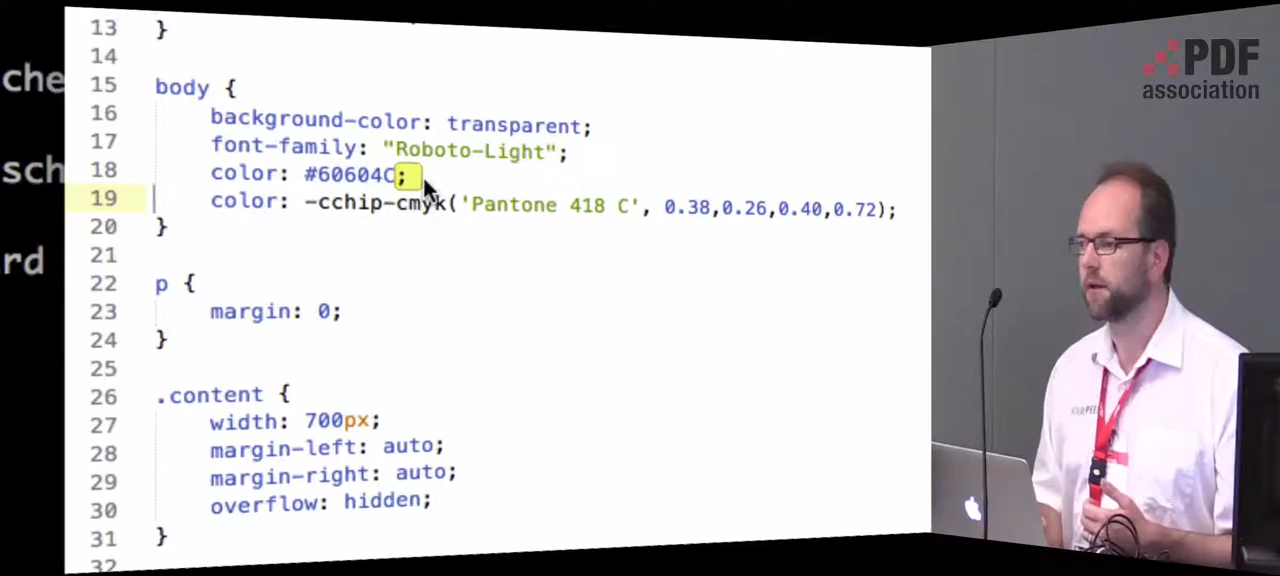 13 }
14
15 body {
16 background-color: transparent;
17 font-family: "Roboto-Light";
18 color: #60604C;
19 color: -cchip-cmyk('Pantone 418 C', 0.38,0.26,0.40,0.72);
20 }
21
22 p {
23 margin: 0;
24 }
25
26 .content {
27 width: 700px;
28 margin-left: auto;
29 margin-right: auto;
30 overflow: hidden;
31 }
32
che
sch
rd
PDF
association